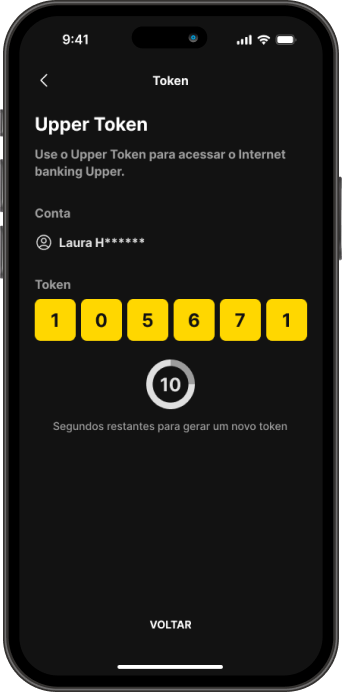 9:41
Token
Upper Token
Use o Upper Token para acessar o Internet
banking Upper.
Conta
Laura H******
Token
1 0 5 6 7 1
10
Segundos restantes para gerar um novo token
VOLTAR